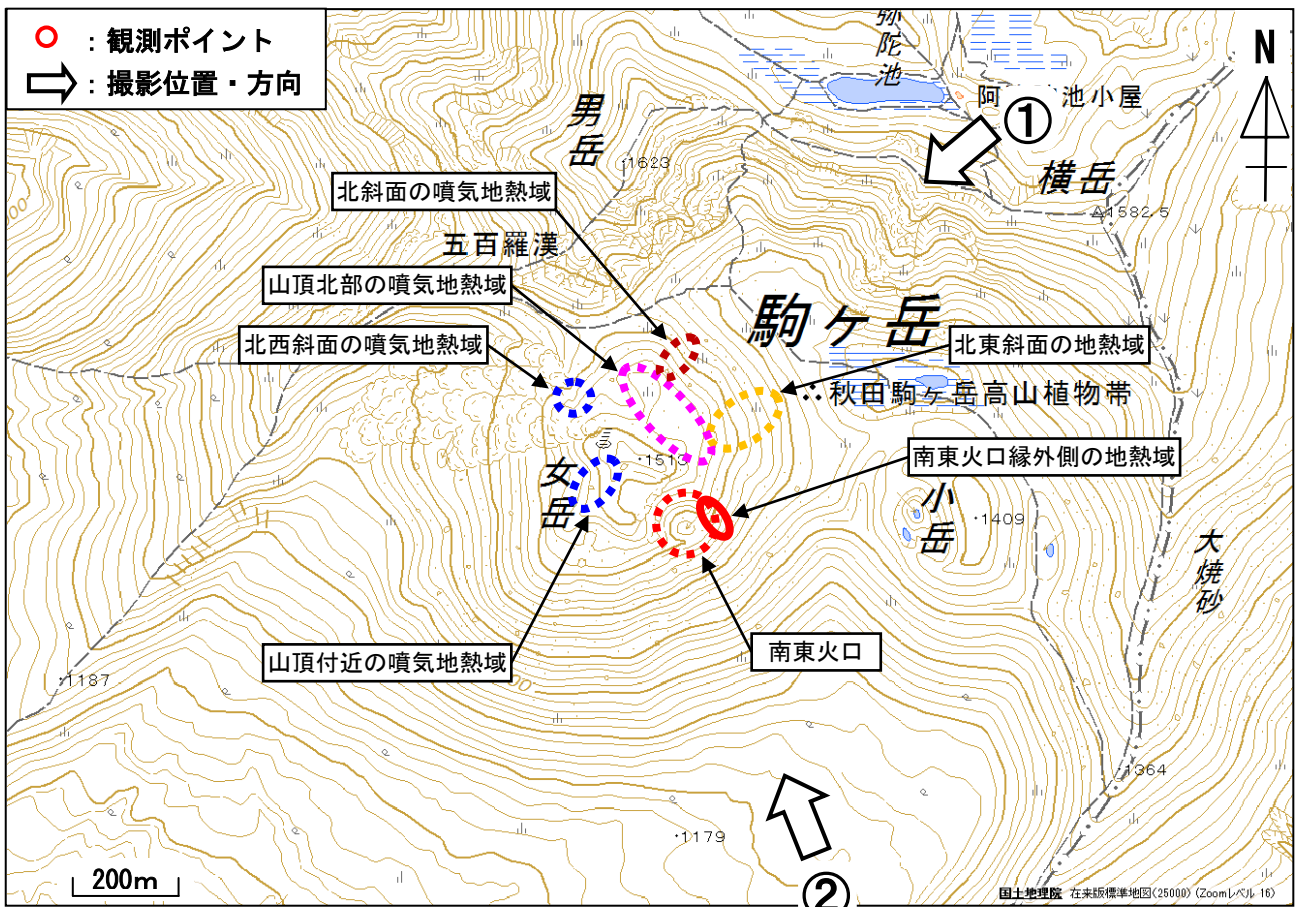 ：観測ポイント
：撮影位置・方向
弥陀池
N
阿
池小屋
①
男岳
・1623
横岳
△1582.5
北斜面の噴気地熱域
五百羅漢
山頂北部の噴気地熱域
駒ヶ岳
北西斜面の噴気地熱域
北東斜面の地熱域
∴秋田駒ヶ岳高山植物帯
・1513
南東火口縁外側の地熱域
女岳
小岳
・1409
大焼砂
山頂付近の噴気地熱域
南東火口
・1187
・1364
・1179
200m
②
国土地理院 在来版標準地図(25000) (Zoomレベル 16)